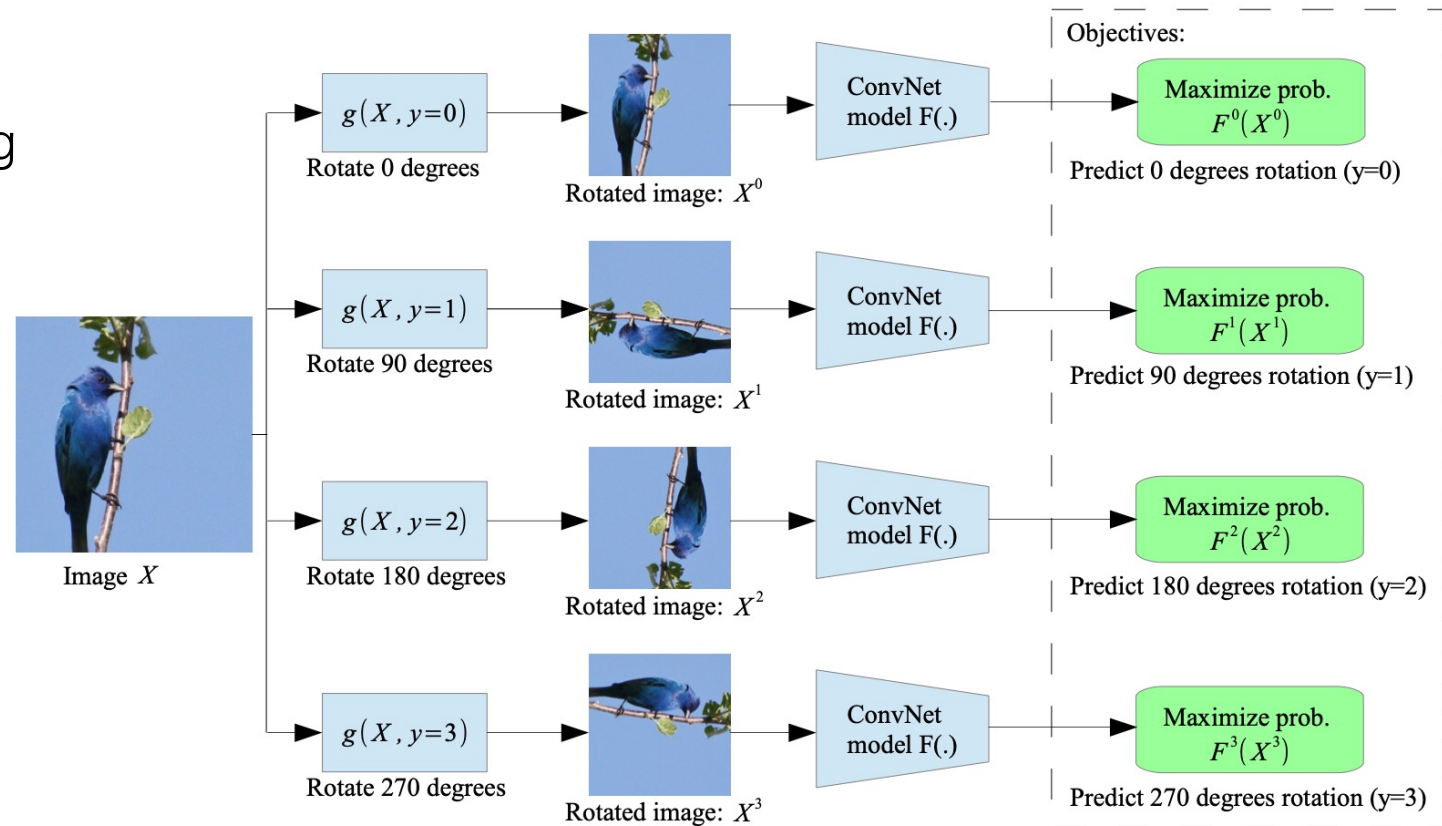 g
Objectives:
g(X, y=0)
Rotate 0 degrees
Rotated image: X⁰
ConvNet
model F(.)
Maximize prob.
F⁰(X⁰)
Predict 0 degrees rotation (y=0)
g(X, y=1)
Rotate 90 degrees
Rotated image: X¹
ConvNet
model F(.)
Maximize prob.
F¹(X¹)
Predict 90 degrees rotation (y=1)
Image X
g(X, y=2)
Rotate 180 degrees
Rotated image: X²
ConvNet
model F(.)
Maximize prob.
F²(X²)
Predict 180 degrees rotation (y=2)
g(X, y=3)
Rotate 270 degrees
Rotated image: X³
ConvNet
model F(.)
Maximize prob.
F³(X³)
Predict 270 degrees rotation (y=3)